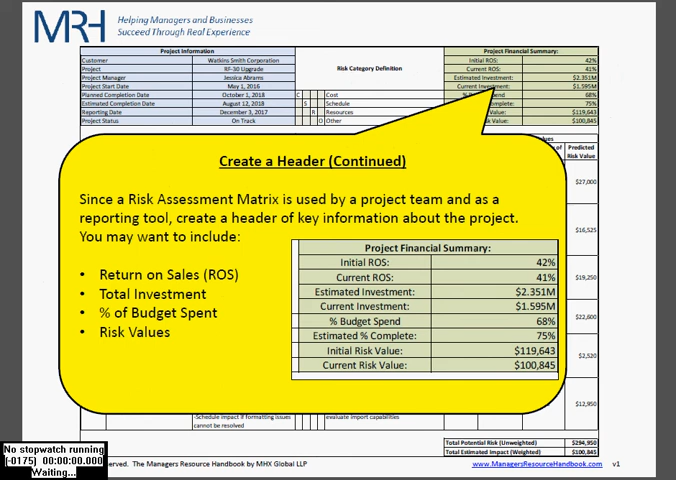 MRH
Helping Managers and Businesses
Succeed Through Real Experience
Project Information
Customer Watkins Smith Corporation
Project RF-30 Upgrade
Project Manager Jessica Abrams
Project Start Date May 1, 2016
Planned Completion Date October 1, 2018
Estimated Completion Date August 12, 2018
Reporting Date December 3, 2017
Project Status On Track
Risk Category Definition
C Cost
S Schedule
R Resources
O Other
Project Financial Summary:
Initial ROS: 42%
Current ROS: 41%
Estimated Investment: $2.351M
Current Investment: $1.595M
Spend 68%
Complete: 75%
Value: $119,643
Value: $100,845
Predicted
Risk Value
$27,000
$16,525
$19,250
$22,600
$2,520
$12,950
Create a Header (Continued)
Since a Risk Assessment Matrix is used by a project team and as a
reporting tool, create a header of key information about the project.
You may want to include:
• Return on Sales (ROS)
• Total Investment
• % of Budget Spent
• Risk Values
Project Financial Summary:
Initial ROS: 42%
Current ROS: 41%
Estimated Investment: $2.351M
Current Investment: $1.595M
% Budget Spend 68%
Estimated % Complete: 75%
Initial Risk Value: $119,643
Current Risk Value: $100,845
-Schedule impact if formatting issues
cannot be resolved
evaluate import capabilities
Total Potential Risk (Unweighted) $294,950
Total Estimated Impact (Weighted) $100,845
No stopwatch running
(-0175) 00:00:00.000
Waiting...
erved. The Managers Resource Handbook by MHX Global LLP
www.ManagersResourceHandbook.com v1